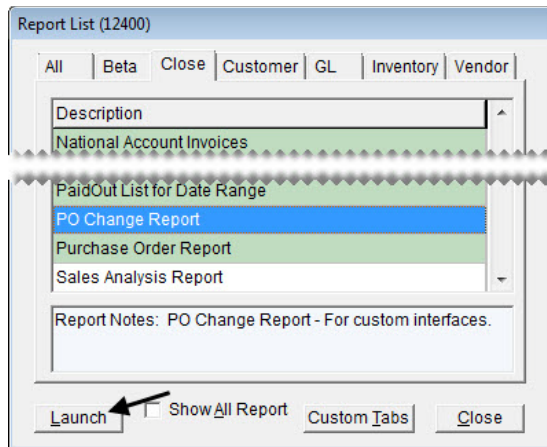 Report List (12400)
All Beta Close Customer GL Inventory Vendor
Description
National Account Invoices
PaidOut List for Date Range
PO Change Report
Purchase Order Report
Sales Analysis Report
Report Notes: PO Change Report - For custom interfaces.
Launch Show All Report Custom Tabs Close